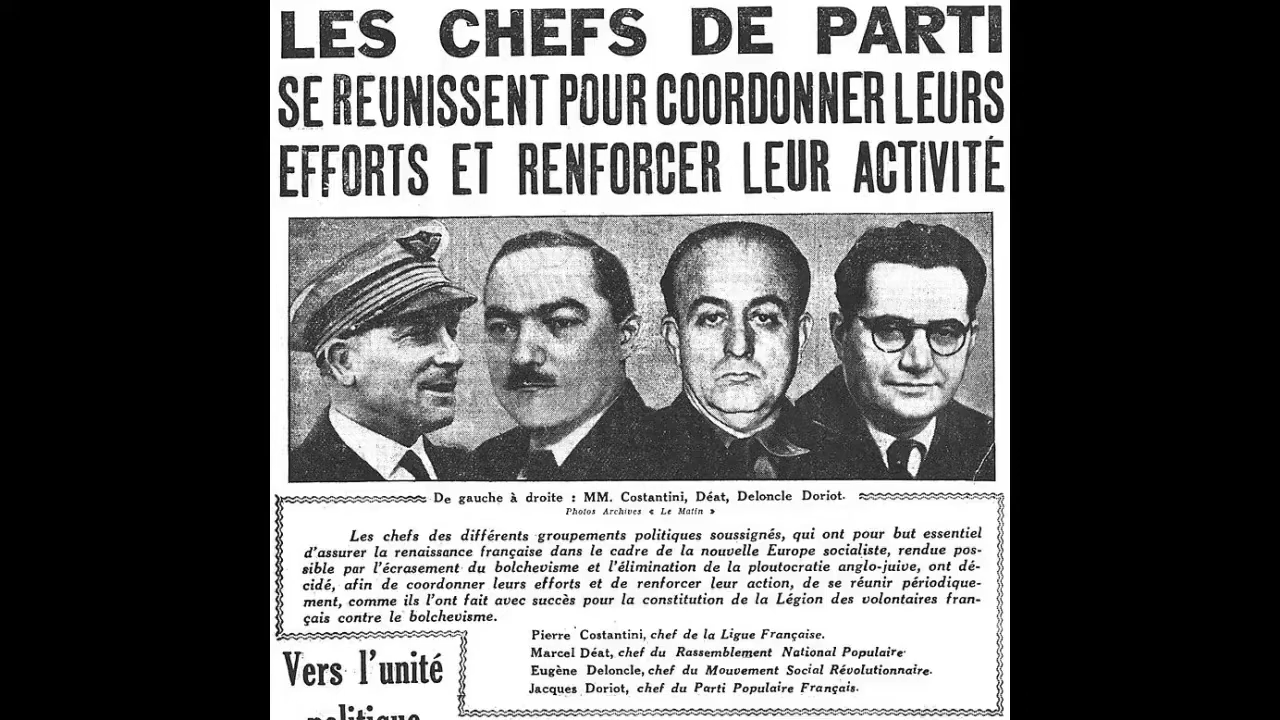 LES CHEFS DE PARTI
SE REUNISSENT POUR COORDONNER LEURS
EFFORTS ET RENFORCER LEUR ACTIVITÉ
De gauche à droite : MM. Costantini, Déat, Deloncle Doriot.
Photos Archives « Le Matin »
Les chefs des différents groupements politiques soussignés, qui ont pour but essentiel
d'assurer la renaissance française dans le cadre de la nouvelle Europe socialiste, rendue pos-
sible par l'écrasement du bolchevisme et l'élimination de la ploutocratie anglo-juive, ont dé-
cidé, afin de coordonner leurs efforts et de renforcer leur action, de se réunir périodique-
ment, comme ils l'ont fait avec succès pour la constitution de la Légion des volontaires fran-
çais contre le bolchevisme.
Pierre Costantini, chef de la Ligue Française.
Marcel Déat, chef du Rassemblement National Populaire
Eugène Deloncle, chef du Mouvement Social Révolutionnaire.
Jacques Doriot, chef du Parti Populaire Français.
Vers l'unité
politique